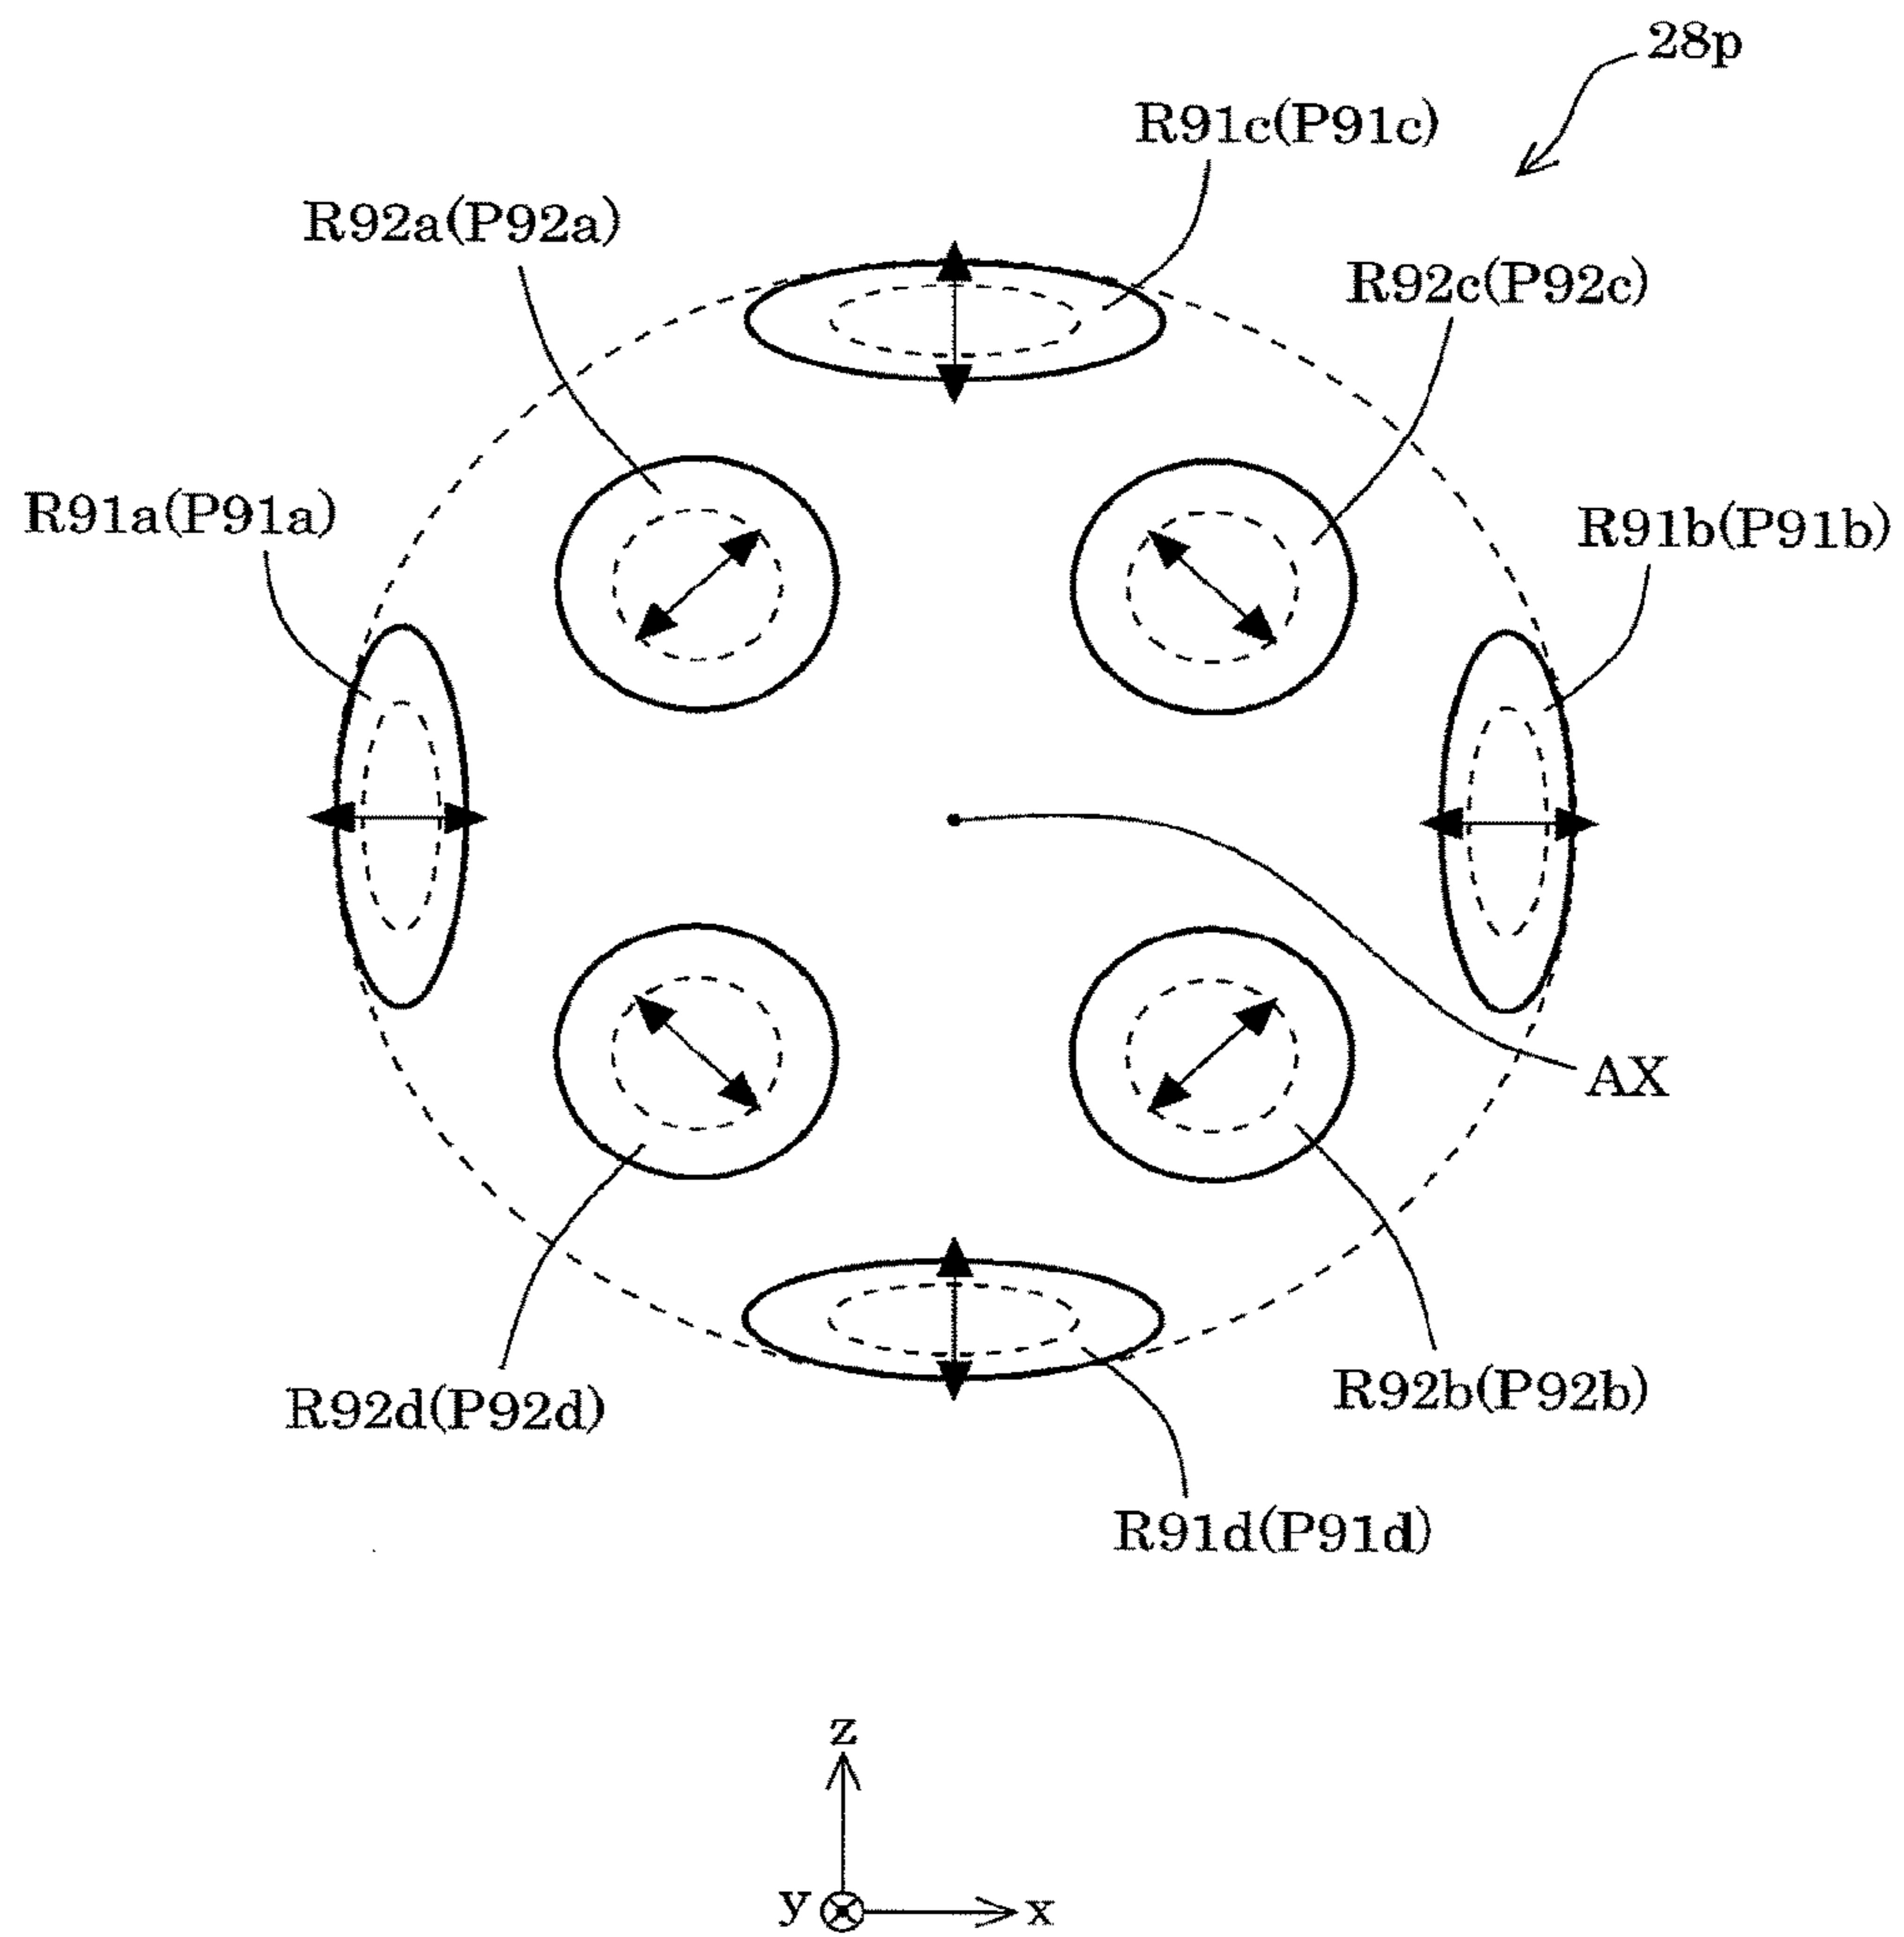 28p
R91c(P91c)
R92a(P92a)
R92c(P92c)
R91a(P91a)
R91b(P91b)
AX
R92b(P92b)
R92d(P92d)
R91d(P91d)
z
y
x